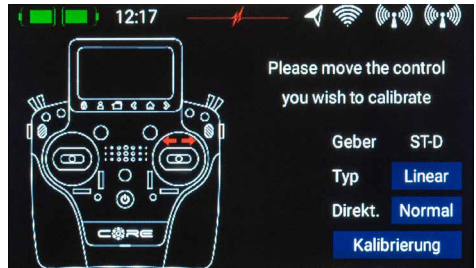 12:17
Please move the control
you wish to calibrate
Geber ST-D
Typ Linear
Direkt. Normal
Kalibrierung
CORE